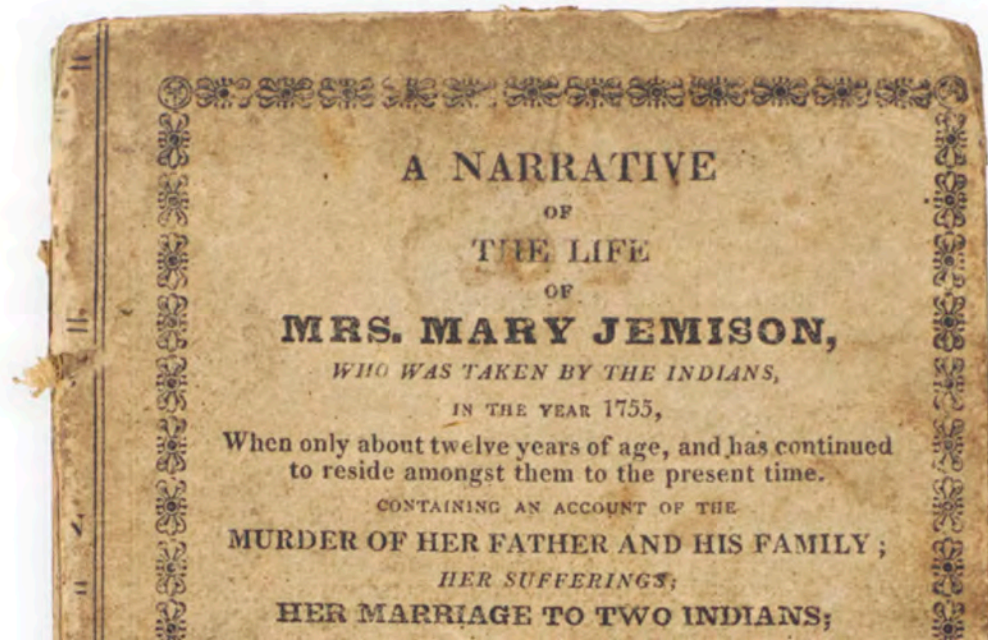 A NARRATIVE
OF
THE LIFE
OF
MRS. MARY JEMISON,
WHO WAS TAKEN BY THE INDIANS,
IN THE YEAR 1755,
When only about twelve years of age, and has continued
to reside amongst them to the present time.
CONTAINING AN ACCOUNT OF THE
MURDER OF HER FATHER AND HIS FAMILY;
HER SUFFERINGS;
HER MARRIAGE TO TWO INDIANS;